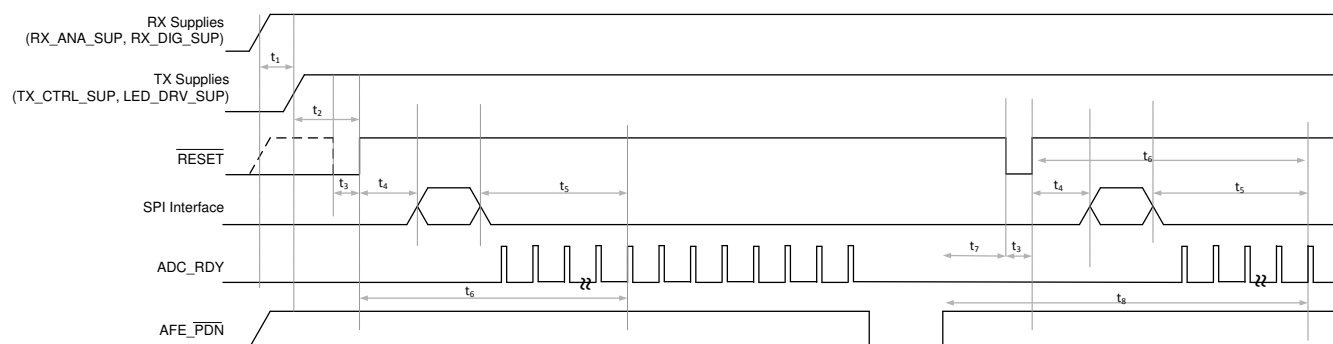 RX Supplies
(RX_ANA_SUP, RX_DIG_SUP)
t₁
TX Supplies
(TX_CTRL_SUP, LED_DRV_SUP)
t₂
RESET
t₆
t₃
t₄
t₅
t₄
t₅
SPI Interface
t₇
t₃
ADC_RDY
t₆
t₈
AFE_PDN